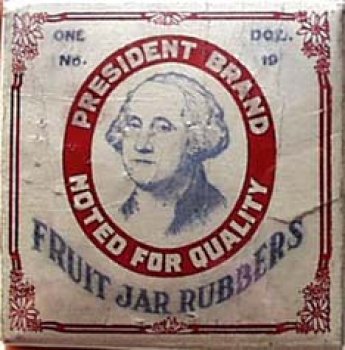 ONE DOZ.
No. 19
PRESIDENT BRAND
NOTED FOR QUALITY
FRUIT JAR RUBBERS